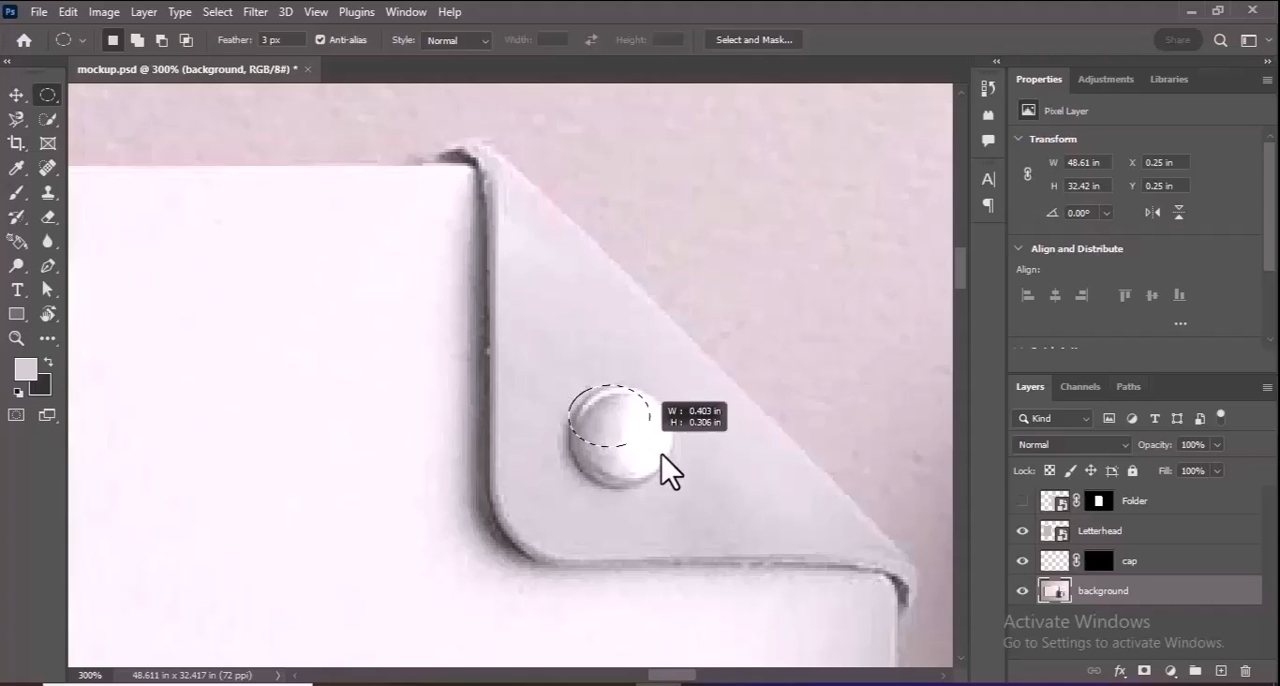 Ps File Edit Image Layer Type Select Filter 3D View Plugins Window Help
Feather: 3 px Anti-alias Style: Normal Width: Height: Select and Mask... Share
mockup.psd @ 300% (background, RGB/8#) * ×
Properties Adjustments Libraries
Pixel Layer
Transform
W 48.61 in X 0.25 in
H 32.42 in Y 0.25 in
0.00°
Align and Distribute
Align:
W : 0.403 in
H : 0.306 in
Layers Channels Paths
Kind
Normal Opacity: 100%
Lock: Fill: 100%
Folder
Letterhead
cap
background
Activate Windows
Go to Settings to activate Windows.
300% 48.611 in x 32.417 in (72 ppi)